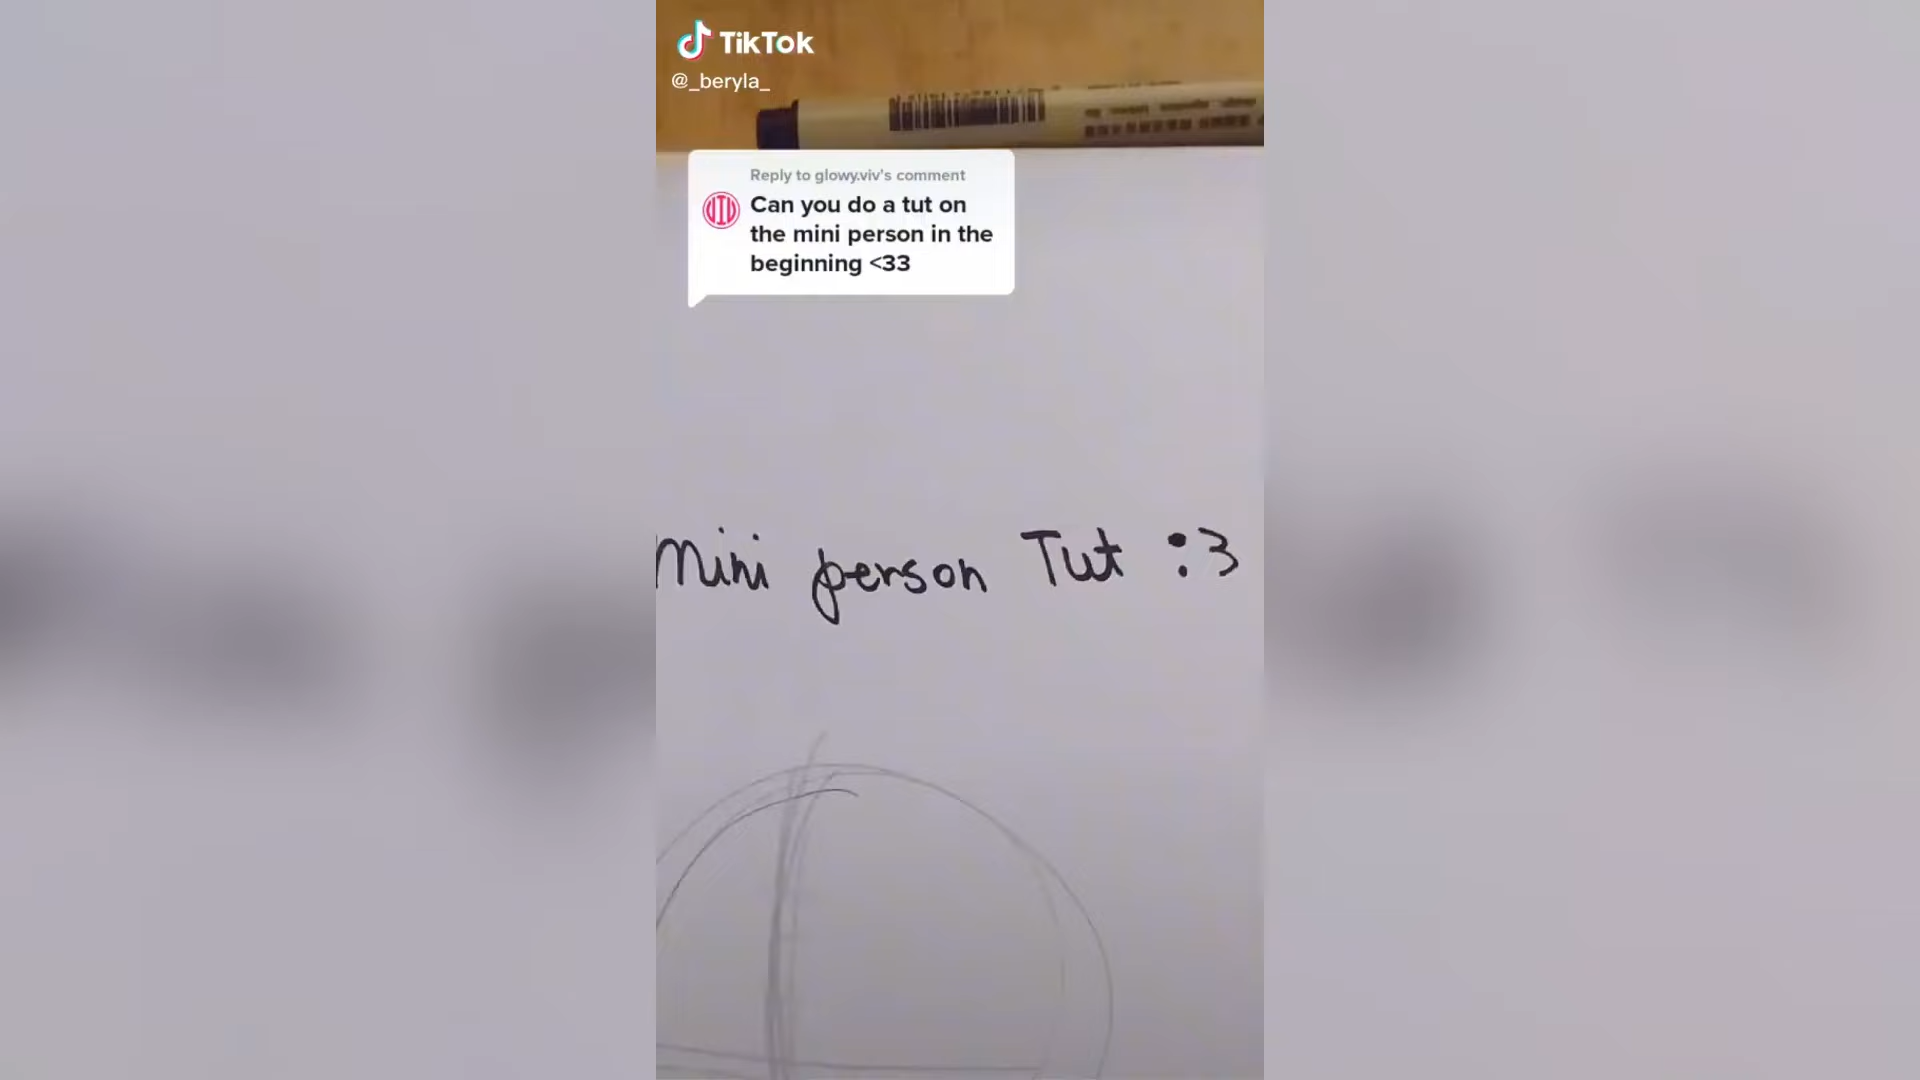 TikTok
@_beryla_
Reply to glowy.viv's comment
Can you do a tut on
the mini person in the
beginning <33
Mini person Tut :3